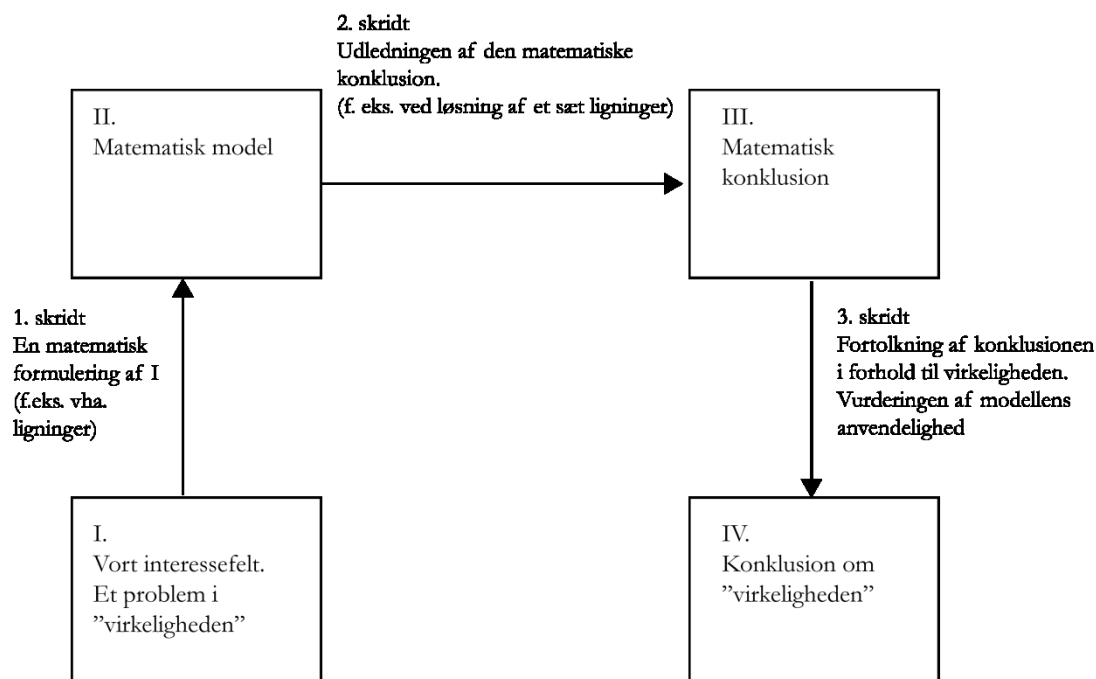 2. skridt
Udledningen af den matematiske
konklusion.
(f. eks. ved løsning af et sæt ligninger)
II.
Matematisk model
III.
Matematisk
konklusion
1. skridt
En matematisk
formulering af I
(f.eks. vha.
ligninger)
3. skridt
Fortolkning af konklusionen
i forhold til virkeligheden.
Vurderingen af modellens
anvendelighed
I.
Vort interessefelt.
Et problem i
”virkeligheden”
IV.
Konklusion om
”virkeligheden”